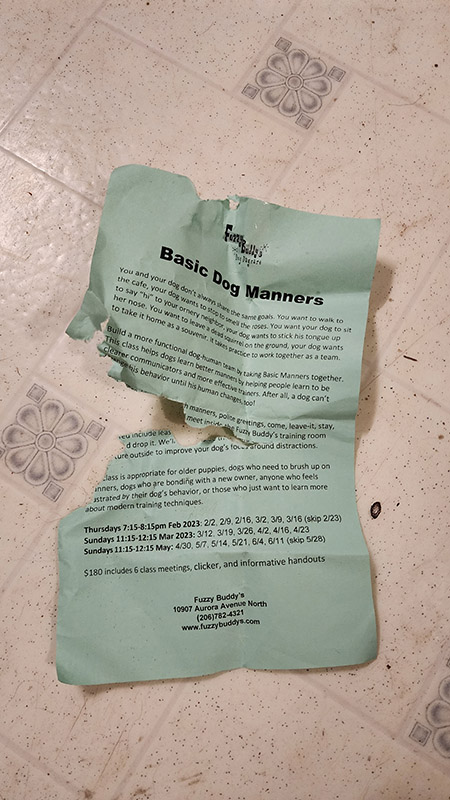 Fuzzy
Buddy's
Dog Daycare
Basic Dog Manners
You and your dog don't always share the same goals. You want to walk to
the cafe, your dog wants to stop to smell the roses. You want your dog to sit
to say "hi" to your ornery neighbor, your dog wants to stick his tongue up
her nose. You want to leave a dead squirrel on the ground, your dog wants
to take it home as a souvenir. It takes practice to work together as a team.
Build a more functional dog-human team by taking Basic Manners together.
This class helps dogs learn better manners by helping people learn to be
clearer communicators and more effective trainers. After all, a dog can't
his behavior until his human changes, too!
manners, polite greetings, come, leave-it, stay,
meet inside the Fuzzy Buddy's training room
include
d drop it. We'll
ure outside to improve your dog's focus around distractions.
class is appropriate for older puppies, dogs who need to brush up on
nners, dogs who are bonding with a new owner, anyone who feels
ustrated by their dog's behavior, or those who just want to learn more
about modern training techniques.
Thursdays 7:15-8:15pm Feb 2023: 2/2, 2/9, 2/16, 3/2, 3/9, 3/16 (skip 2/23)
Sundays 11:15-12:15 Mar 2023: 3/12, 3/19, 3/26, 4/2, 4/16, 4/23
Sundays 11:15-12:15 May: 4/30, 5/7, 5/14, 5/21, 6/4, 6/11 (skip 5/28)
$180 includes 6 class meetings, clicker, and informative handouts
Fuzzy Buddy's
10907 Aurora Avenue North
(206)782-4321
www.fuzzybuddys.com